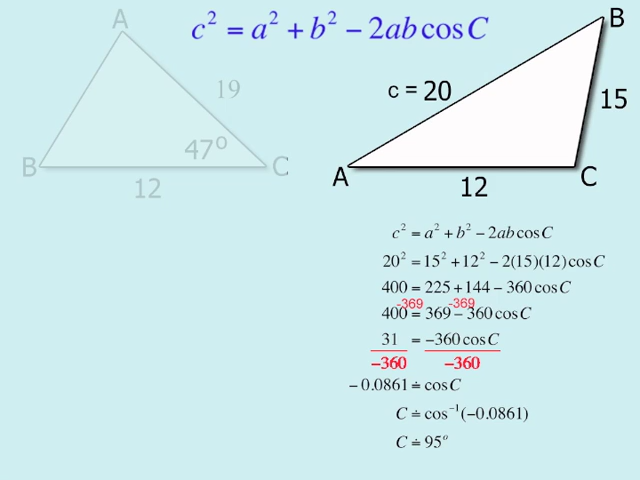 c² = a² + b² − 2ab cos C
A
19
47°
B
C
12
B
c = 20
15
A
C
12
c² = a² + b² − 2ab cos C
20² = 15² + 12² − 2(15)(12) cos C
400 = 225 + 144 − 360 cos C
-369 -369
400 = 369 − 360 cos C
31 = −360 cos C
−360 −360
− 0.0861 ≐ cos C
C ≐ cos⁻¹(−0.0861)
C ≐ 95°